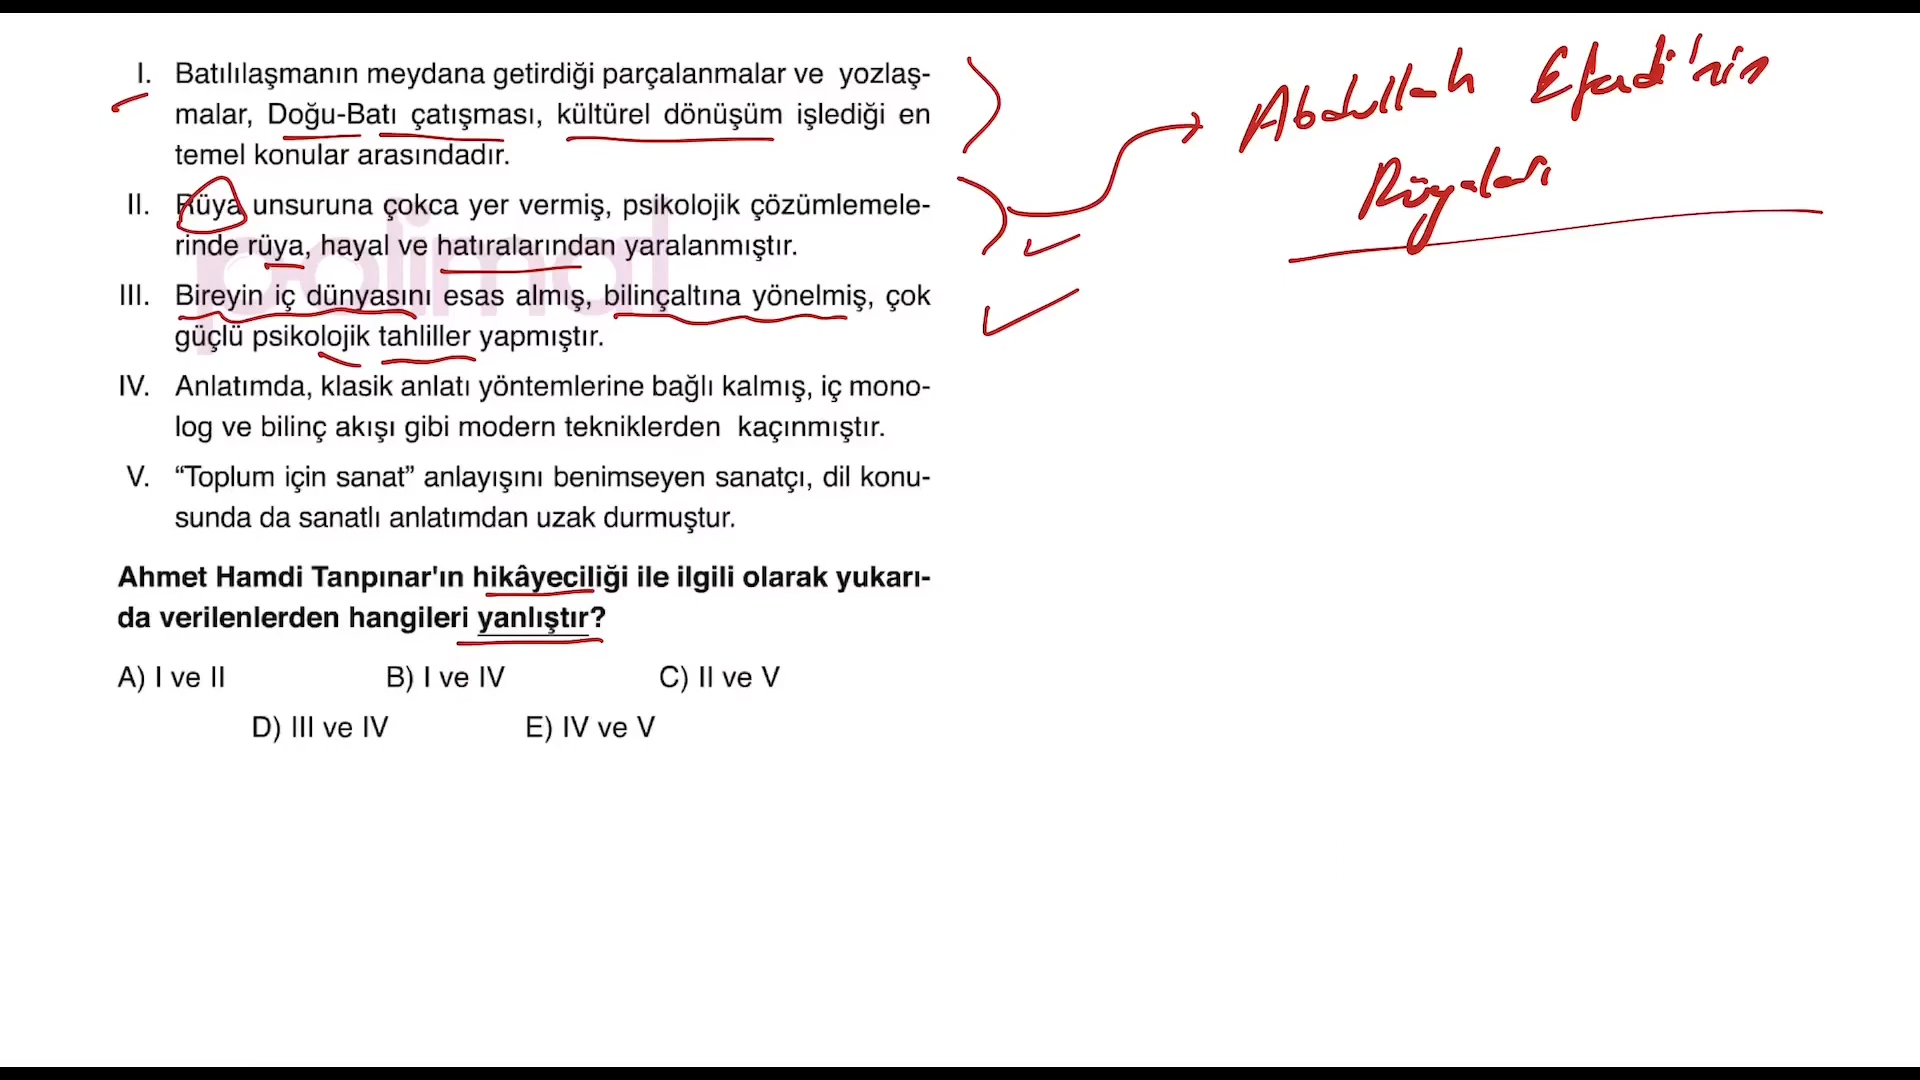 I. Batılılaşmanın meydana getirdiği parçalanmalar ve yozlaş-
malar, Doğu-Batı çatışması, kültürel dönüşüm işlediği en
temel konular arasındadır.
II. Rüya unsuruna çokca yer vermiş, psikolojik çözümlemele-
rinde rüya, hayal ve hatıralarından yaralanmıştır.
III. Bireyin iç dünyasını esas almış, bilinçaltına yönelmiş, çok
güçlü psikolojik tahliller yapmıştır.
IV. Anlatımda, klasik anlatı yöntemlerine bağlı kalmış, iç mono-
log ve bilinç akışı gibi modern tekniklerden kaçınmıştır.
V. “Toplum için sanat” anlayışını benimseyen sanatçı, dil konu-
sunda da sanatlı anlatımdan uzak durmuştur.
Ahmet Hamdi Tanpınar'ın hikâyeciliği ile ilgili olarak yukarı-
da verilenlerden hangileri yanlıştır?
A) I ve II B) I ve IV C) II ve V
D) III ve IV E) IV ve V
Abdullah Efendi'nin
Rüyaları
palimal